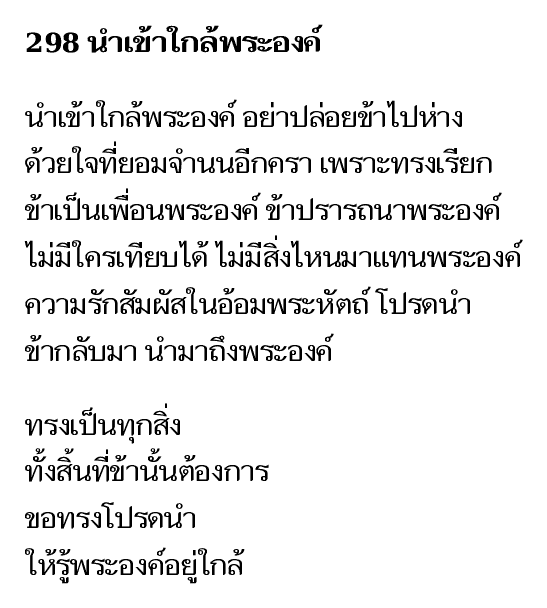 298 นำเข้าใกล้พระองค์
นำเข้าใกล้พระองค์ อย่าปล่อยข้าไปห่าง
ด้วยใจที่ยอมจำนนอีกครา เพราะทรงเรียก
ข้าเป็นเพื่อนพระองค์ ข้าปรารถนาพระองค์
ไม่มีใครเทียบได้ ไม่มีสิ่งไหนมาแทนพระองค์
ความรักสัมผัสในอ้อมพระหัตถ์ โปรดนำ
ข้ากลับมา นำมาถึงพระองค์
ทรงเป็นทุกสิ่ง
ทั้งสิ้นที่ข้านั้นต้องการ
ขอทรงโปรดนำ
ให้รู้พระองค์อยู่ใกล้